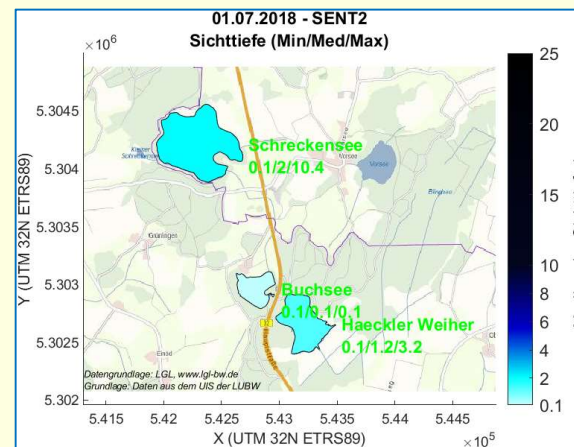 01.07.2018 - SENT2
Sichttiefe (Min/Med/Max)
×10⁶
5.3045
5.304
5.3035
5.303
5.3025
5.302
Y (UTM 32N ETRS89)
Schreckensee
0.1/2/10.4
Vorsee
Vorsee
Buchsee
0.1/0.1/0.1
Haeckler Weiher
0.1/1.2/3.2
Datengrundlage: LGL, www.lgl-bw.de
Grundlage: Daten aus dem UIS der LUBW
5.415
5.42
5.425
5.43
5.435
5.44
5.445
×10⁵
X (UTM 32N ETRS89)
25
20
15
10
8
6
4
2
0.1